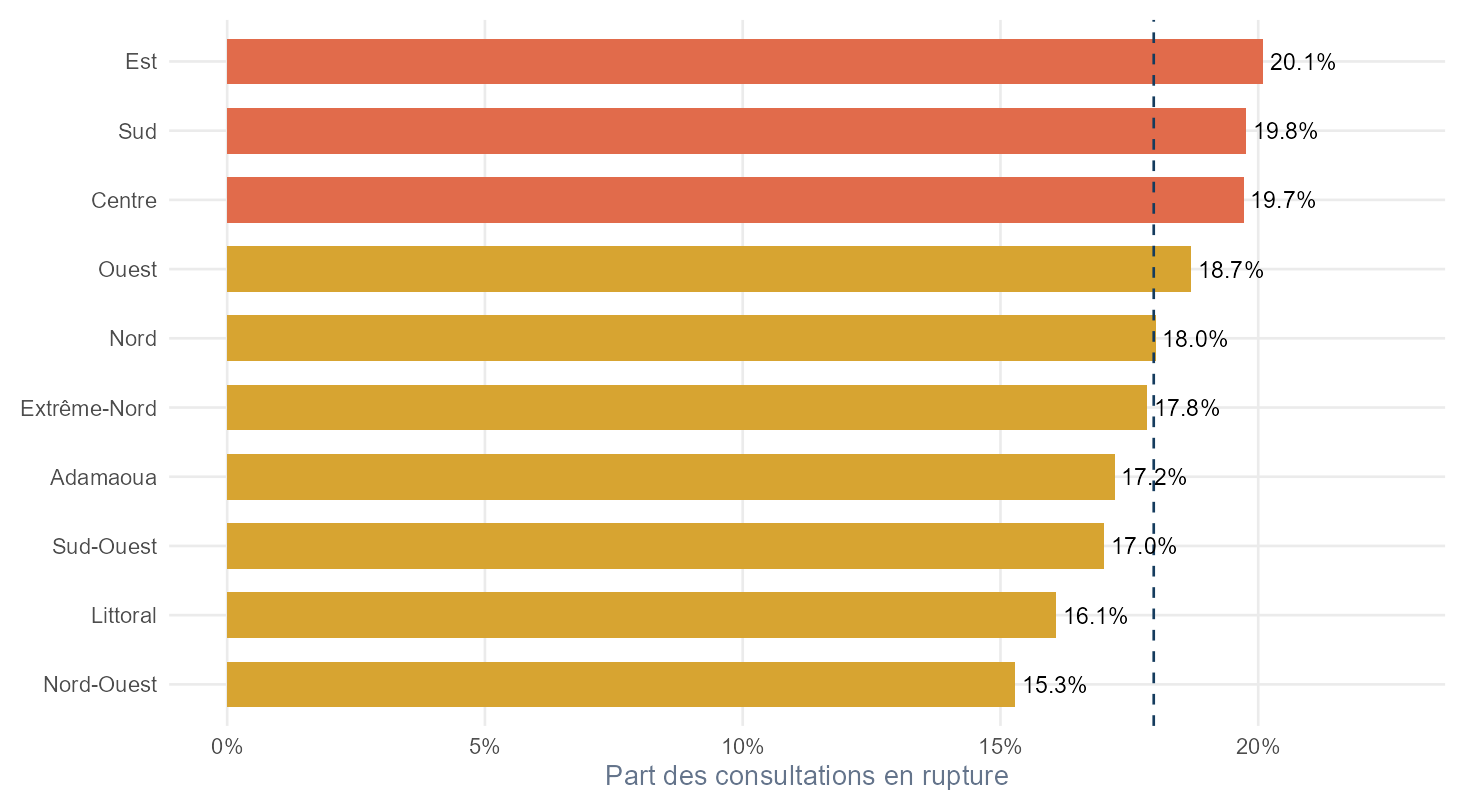 Est 20.1%
Sud 19.8%
Centre 19.7%
Ouest 18.7%
Nord 18.0%
Extrême-Nord 17.8%
Adamaoua 17.2%
Sud-Ouest 17.0%
Littoral 16.1%
Nord-Ouest 15.3%
0% 5% 10% 15% 20%
Part des consultations en rupture